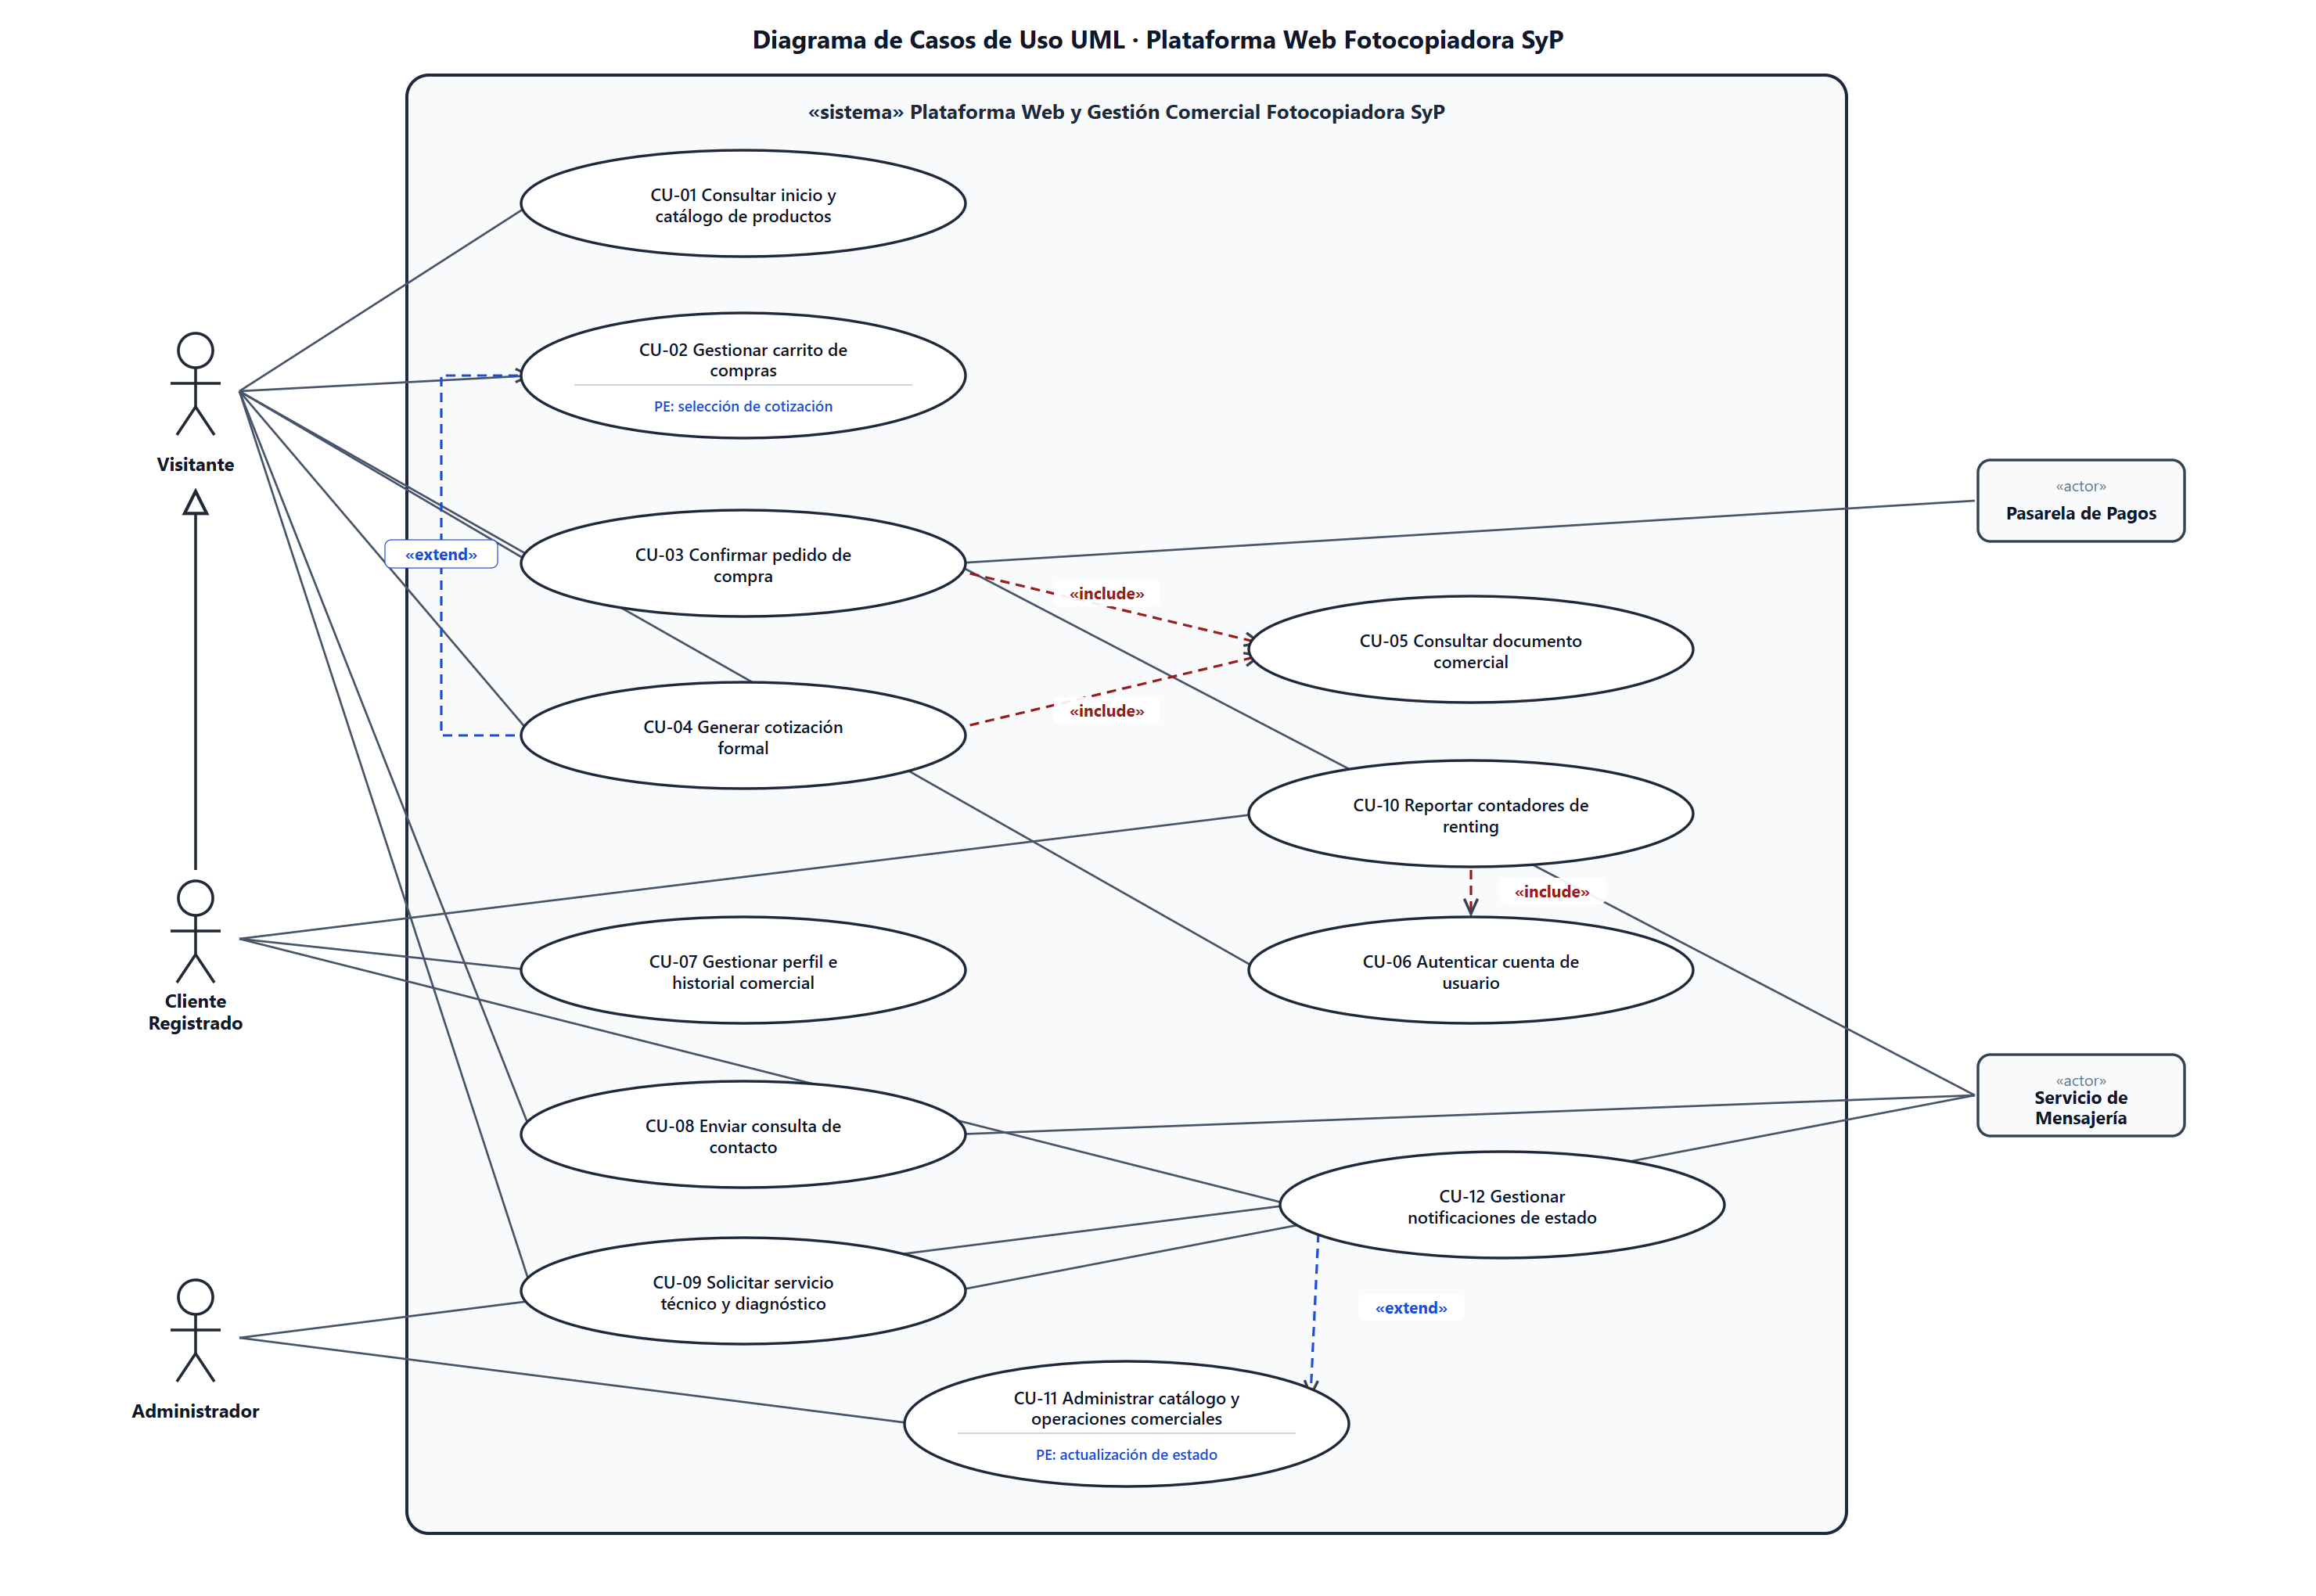 Diagrama de Casos de Uso UML · Plataforma Web Fotocopiadora SyP
«sistema» Plataforma Web y Gestión Comercial Fotocopiadora SyP
CU-01 Consultar inicio y
catálogo de productos
CU-02 Gestionar carrito de
compras
PE: selección de cotización
Visitante
«actor»
Pasarela de Pagos
«extend»
CU-03 Confirmar pedido de
compra
«include»
CU-05 Consultar documento
comercial
«include»
CU-04 Generar cotización
formal
CU-10 Reportar contadores de
renting
«include»
CU-07 Gestionar perfil e
historial comercial
CU-06 Autenticar cuenta de
usuario
Cliente
Registrado
«actor»
Servicio de
Mensajería
CU-08 Enviar consulta de
contacto
CU-12 Gestionar
notificaciones de estado
CU-09 Solicitar servicio
técnico y diagnóstico
«extend»
Administrador
CU-11 Administrar catálogo y
operaciones comerciales
PE: actualización de estado